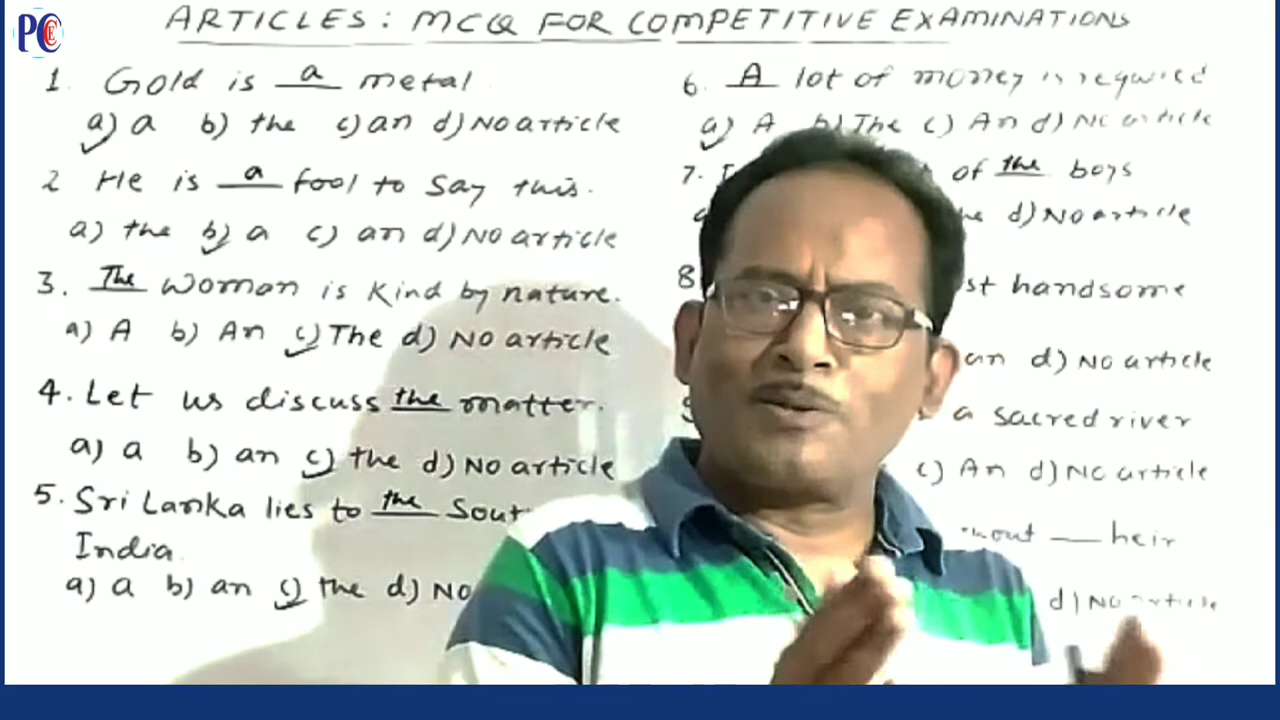 PCC
ARTICLES: MCQ FOR COMPETITIVE EXAMINATIONS
1. Gold is a metal
a) a b) the c) an d) No article
2 He is a fool to say this.
a) the b) a c) an d) No article
3. The woman is kind by nature.
a) A b) An c) The d) No article
4. Let us discuss the matter.
a) a b) an c) the d) No article
5. Sri Lanka lies to the
India.
a) a b) an c) the d) No
6. A lot of money is required
a) A b) The c) An d) No article
7. of the boys
d) No article
8
st handsome
an d) No article
a sacred river
c) An d) No article
heir
d) No article